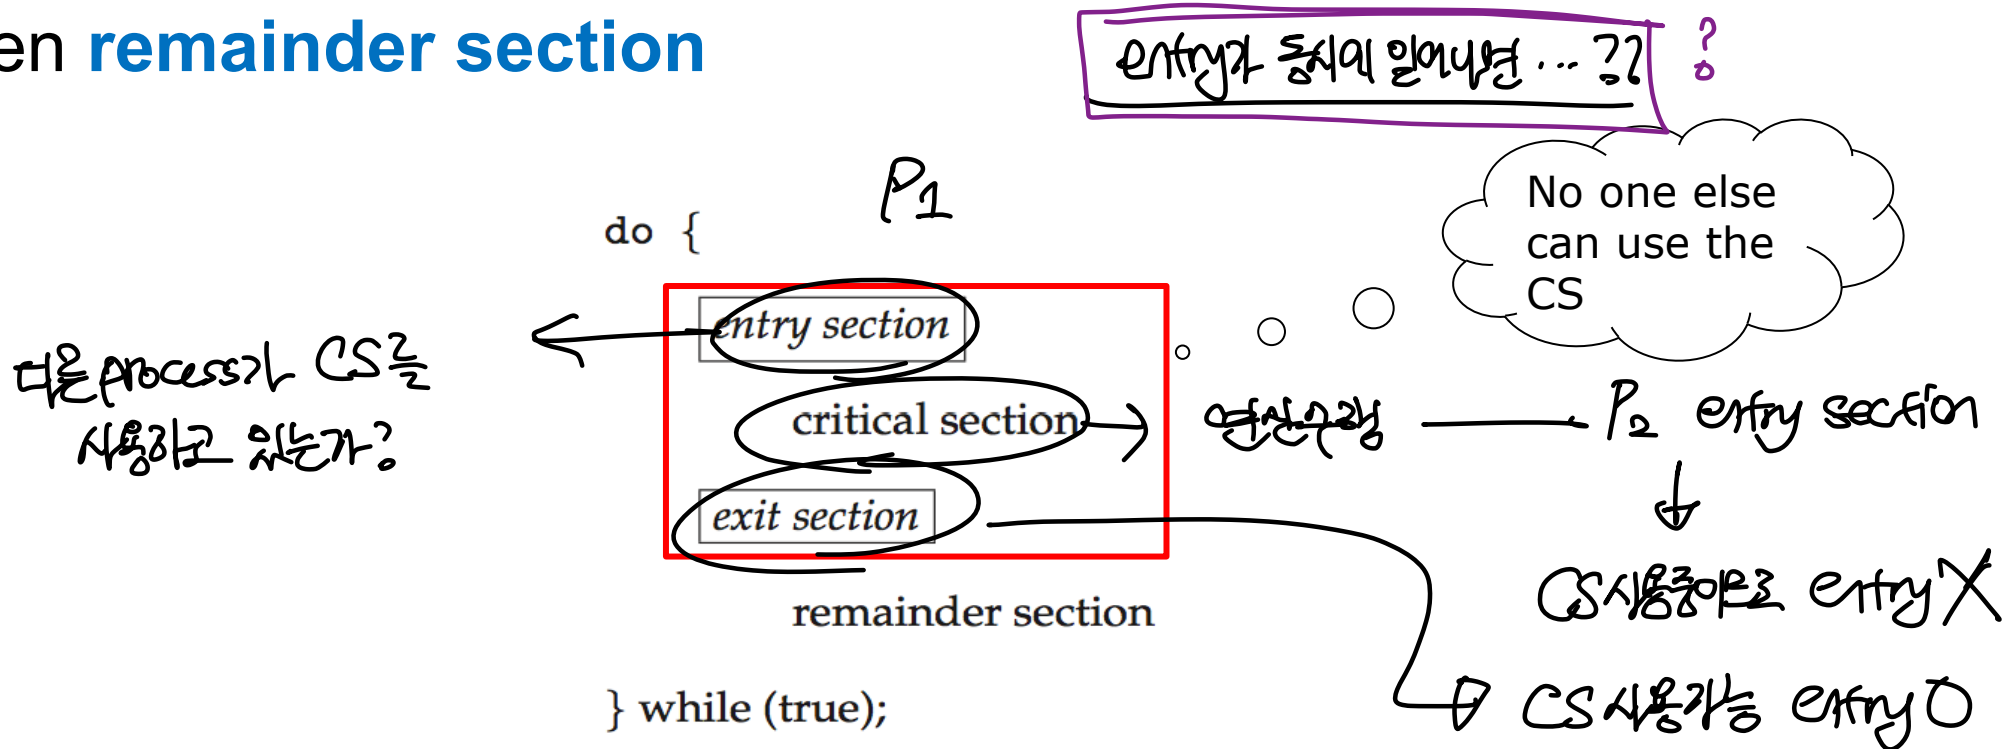 en remainder section
entry가 동시에 일어나면 ... ??
?
No one else
can use the
CS
P1
do {
entry section
다른 process가 CS를
사용하고 있는가?
critical section
연산수행
P2 entry section
exit section
CS 사용중이므로 entry X
remainder section
CS 사용가능 entry O
} while (true);